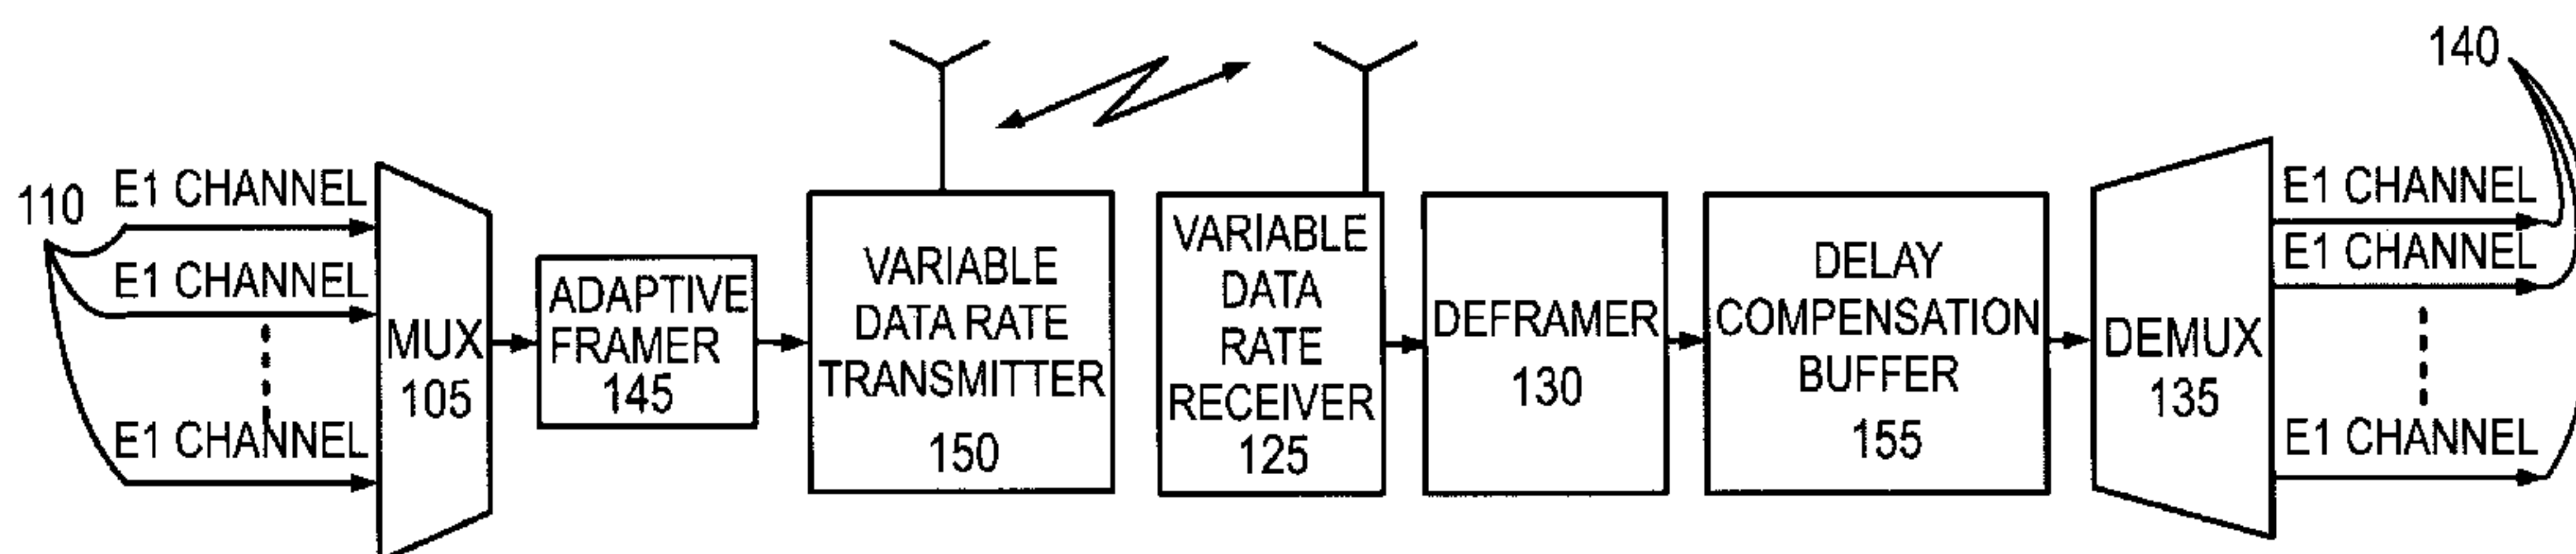 110
E1 CHANNEL
E1 CHANNEL
E1 CHANNEL
MUX
105
ADAPTIVE
FRAMER
145
VARIABLE
DATA RATE
TRANSMITTER
150
VARIABLE
DATA
RATE
RECEIVER
125
DEFRAMER
130
DELAY
COMPENSATION
BUFFER
155
DEMUX
135
140
E1 CHANNEL
E1 CHANNEL
E1 CHANNEL